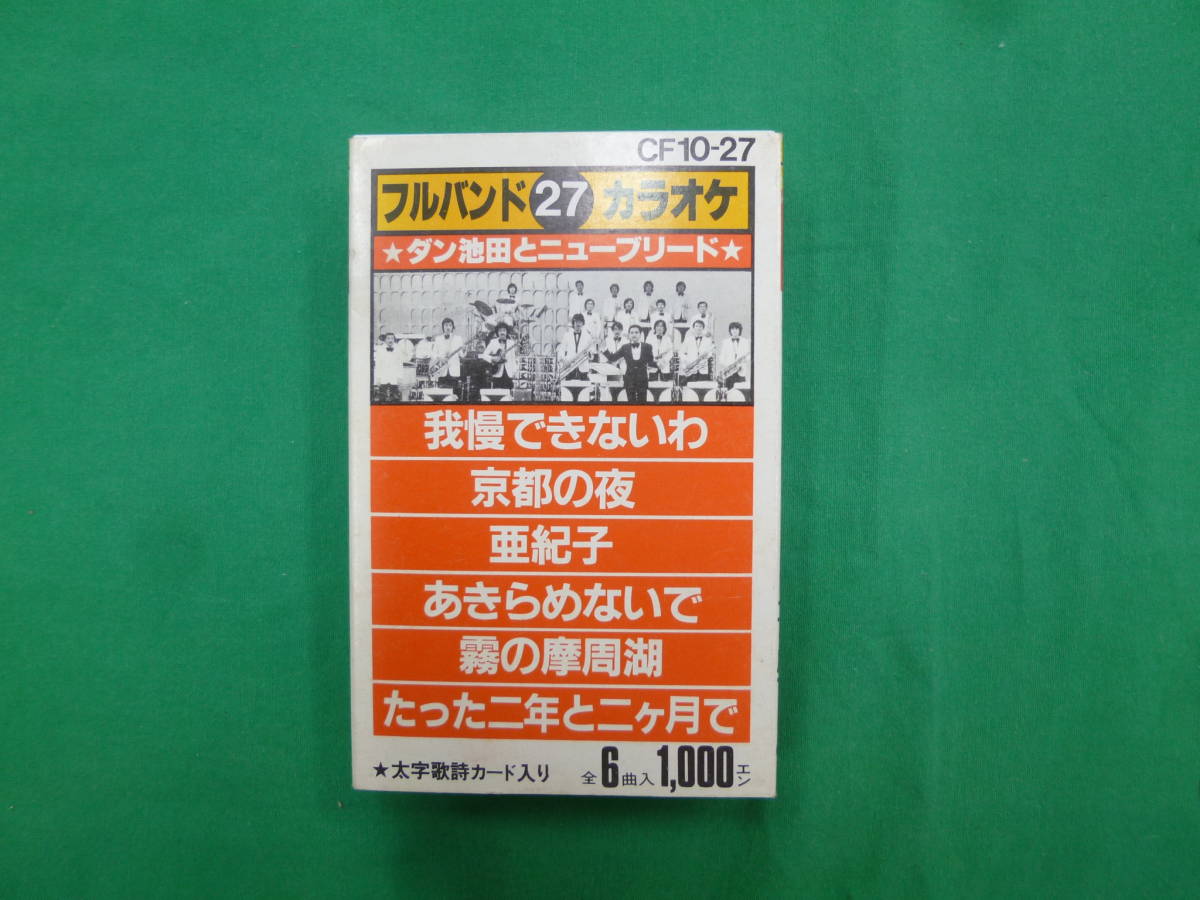 CF10-27
フルバンド27カラオケ
★ダン池田とニューブリード★
我慢できないわ
京都の夜
亜紀子
あきらめないで
霧の摩周湖
たった二年と二ヶ月で
★太字歌詩カード入り 全6曲入1,000エン